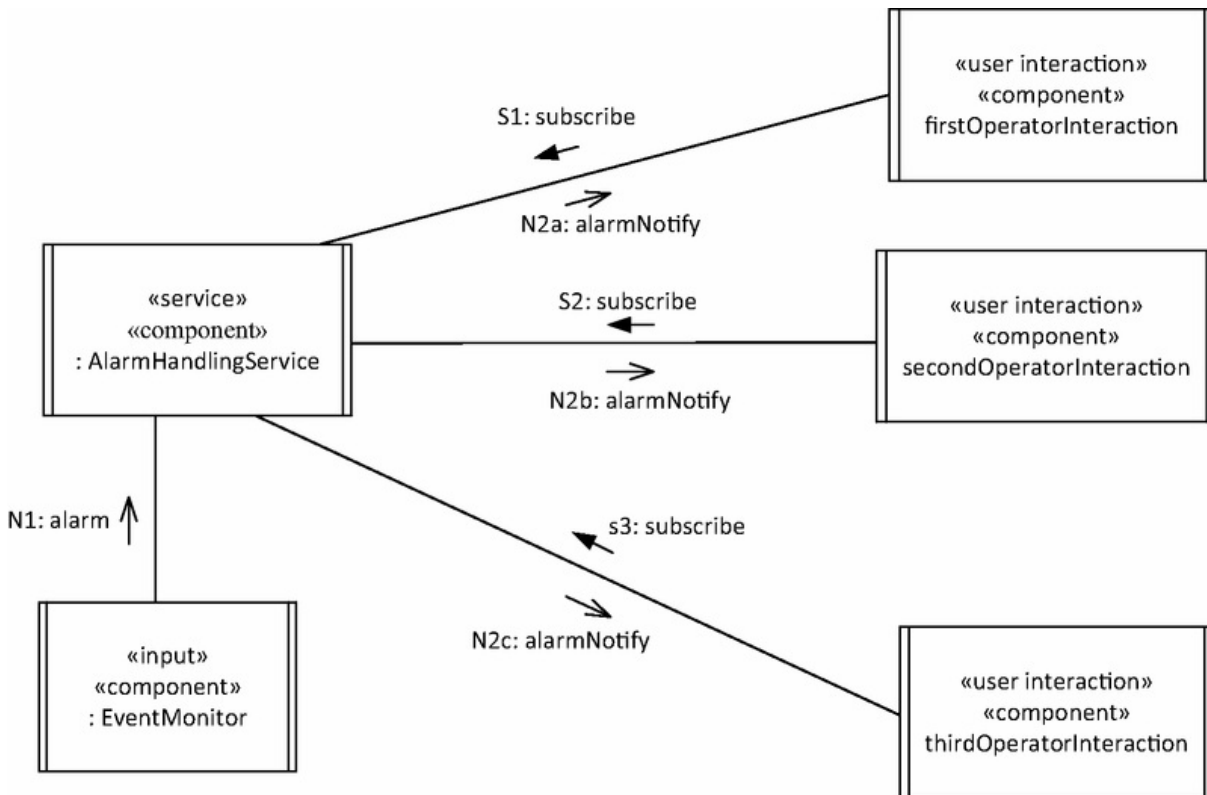 «user interaction»
«component»
firstOperatorInteraction
S1: subscribe
N2a: alarmNotify
«service»
«component»
: AlarmHandlingService
S2: subscribe
N2b: alarmNotify
«user interaction»
«component»
secondOperatorInteraction
N1: alarm
s3: subscribe
N2c: alarmNotify
«input»
«component»
: EventMonitor
«user interaction»
«component»
thirdOperatorInteraction